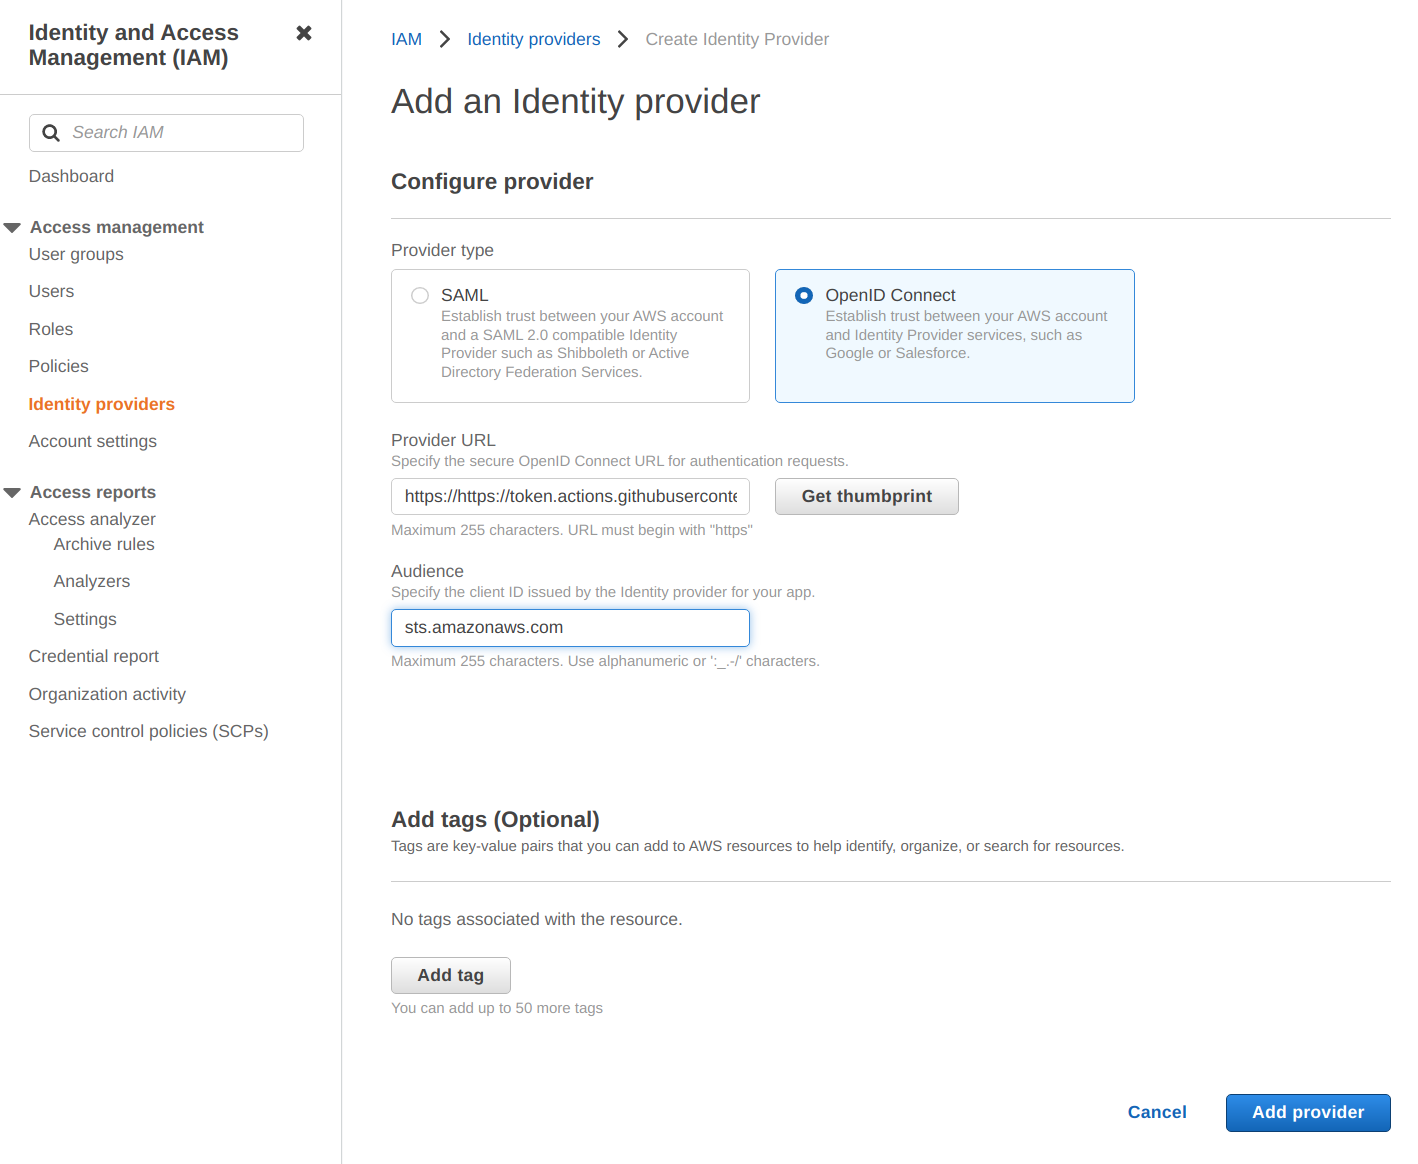 Identity and Access
Management (IAM)
Search IAM
Dashboard
Access management
User groups
Users
Roles
Policies
Identity providers
Account settings
Access reports
Access analyzer
Archive rules
Analyzers
Settings
Credential report
Organization activity
Service control policies (SCPs)
IAM
Identity providers
Create Identity Provider
Add an Identity provider
Configure provider
Provider type
SAML
Establish trust between your AWS account
and a SAML 2.0 compatible Identity
Provider such as Shibboleth or Active
Directory Federation Services.
OpenID Connect
Establish trust between your AWS account
and Identity Provider services, such as
Google or Salesforce.
Provider URL
Specify the secure OpenID Connect URL for authentication requests.
https://https://token.actions.githubuserconte
Get thumbprint
Maximum 255 characters. URL must begin with "https"
Audience
Specify the client ID issued by the Identity provider for your app.
sts.amazonaws.com
Maximum 255 characters. Use alphanumeric or ':_.-/' characters.
Add tags (Optional)
Tags are key-value pairs that you can add to AWS resources to help identify, organize, or search for resources.
No tags associated with the resource.
Add tag
You can add up to 50 more tags
Cancel
Add provider